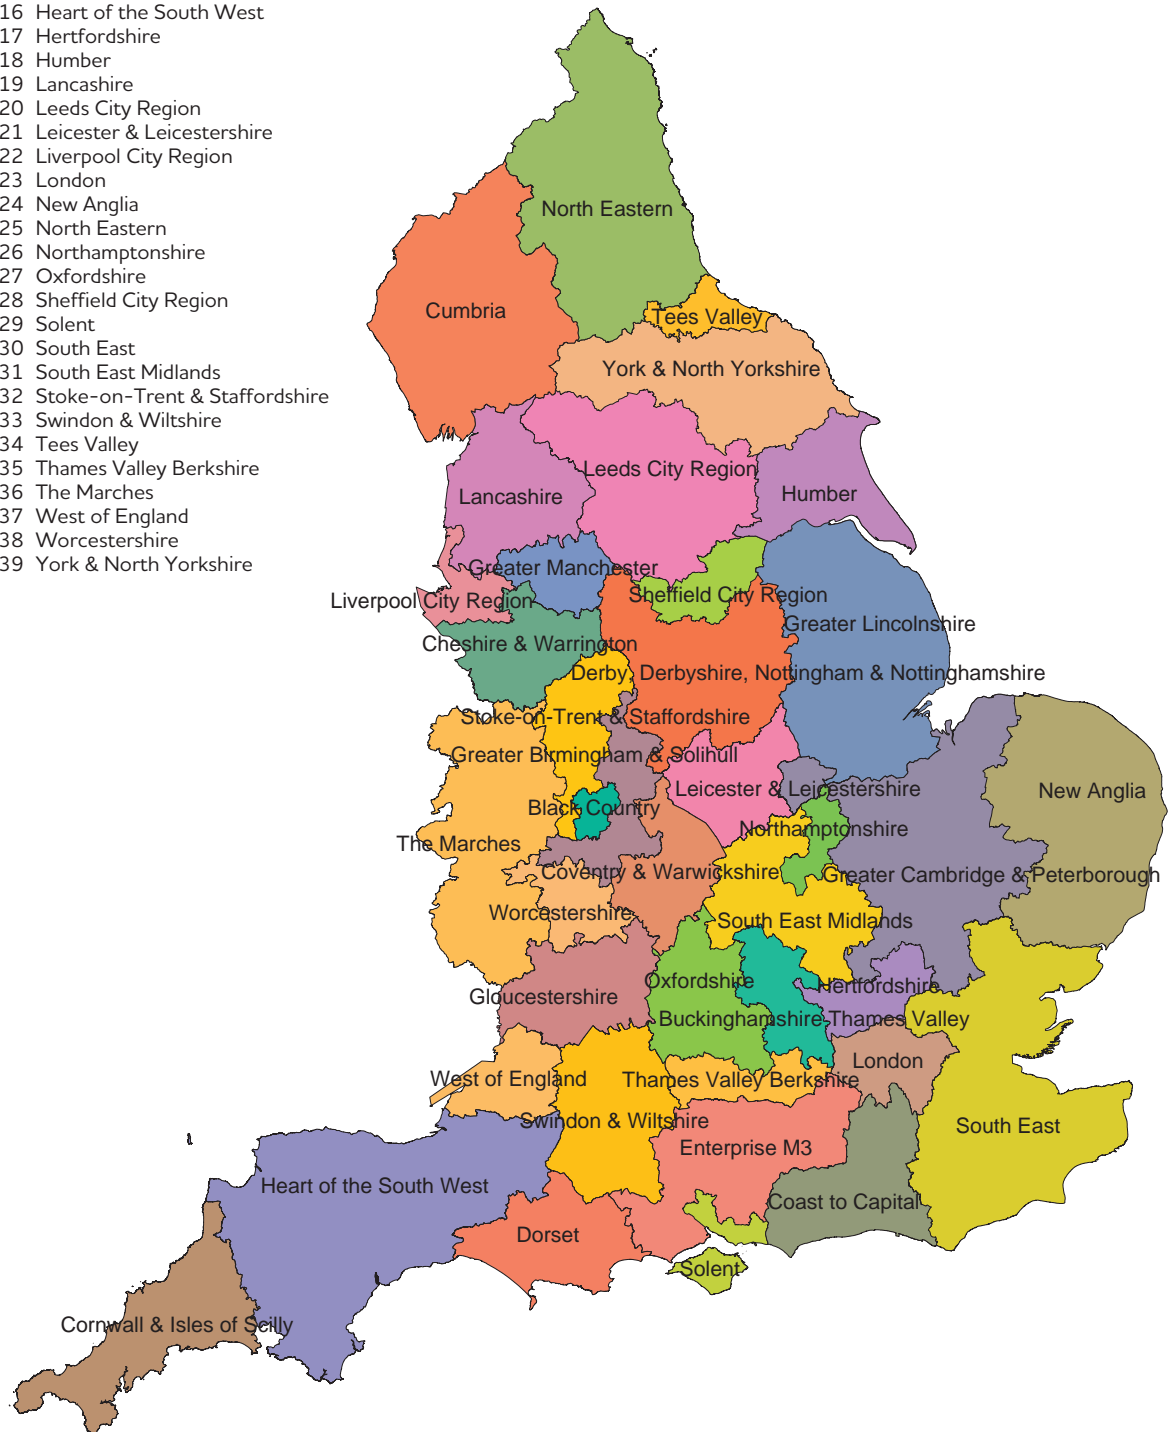 16 Heart of the South West
17 Hertfordshire
18 Humber
19 Lancashire
20 Leeds City Region
21 Leicester & Leicestershire
22 Liverpool City Region
23 London
24 New Anglia
25 North Eastern
26 Northamptonshire
27 Oxfordshire
28 Sheffield City Region
29 Solent
30 South East
31 South East Midlands
32 Stoke-on-Trent & Staffordshire
33 Swindon & Wiltshire
34 Tees Valley
35 Thames Valley Berkshire
36 The Marches
37 West of England
38 Worcestershire
39 York & North Yorkshire
North Eastern
Cumbria
Tees Valley
York & North Yorkshire
Leeds City Region
Lancashire
Humber
Greater Manchester
Sheffield City Region
Liverpool City Region
Greater Lincolnshire
Cheshire & Warrington
Derby, Derbyshire, Nottingham & Nottinghamshire
Stoke-on-Trent & Staffordshire
Greater Birmingham & Solihull
Leicester & Leicestershire
New Anglia
Black Country
Northamptonshire
The Marches
Coventry & Warwickshire
Greater Cambridge & Peterborough
Worcestershire
South East Midlands
Oxfordshire
Hertfordshire
Gloucestershire
Buckinghamshire Thames Valley
London
West of England
Thames Valley Berkshire
Swindon & Wiltshire
South East
Enterprise M3
Heart of the South West
Coast to Capital
Dorset
Solent
Cornwall & Isles of Scilly